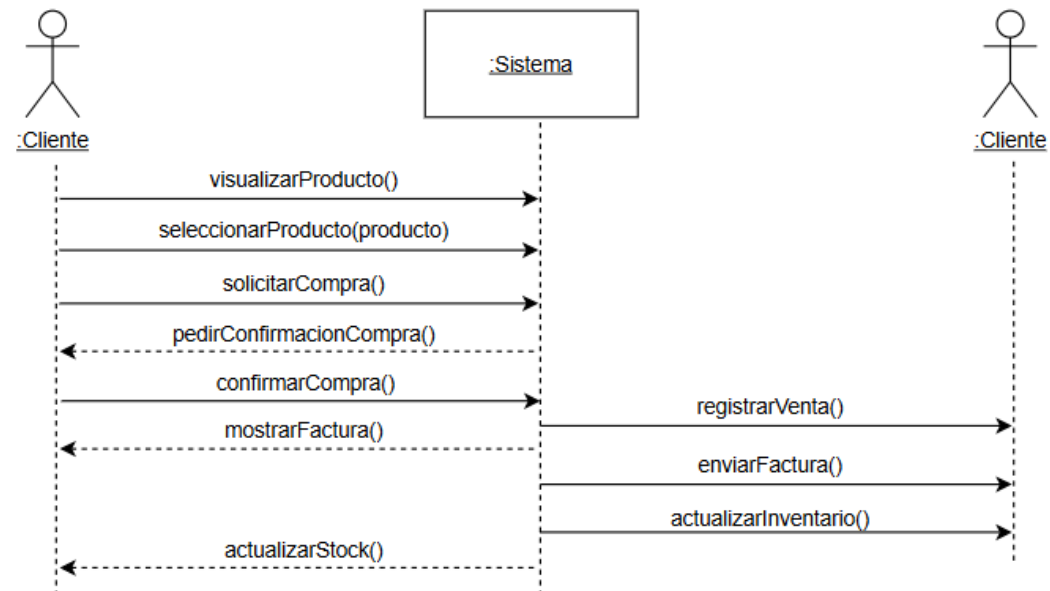 :Sistema
:Cliente
:Cliente
visualizarProducto()
seleccionarProducto(producto)
solicitarCompra()
pedirConfirmacionCompra()
confirmarCompra()
registrarVenta()
mostrarFactura()
enviarFactura()
actualizarInventario()
actualizarStock()